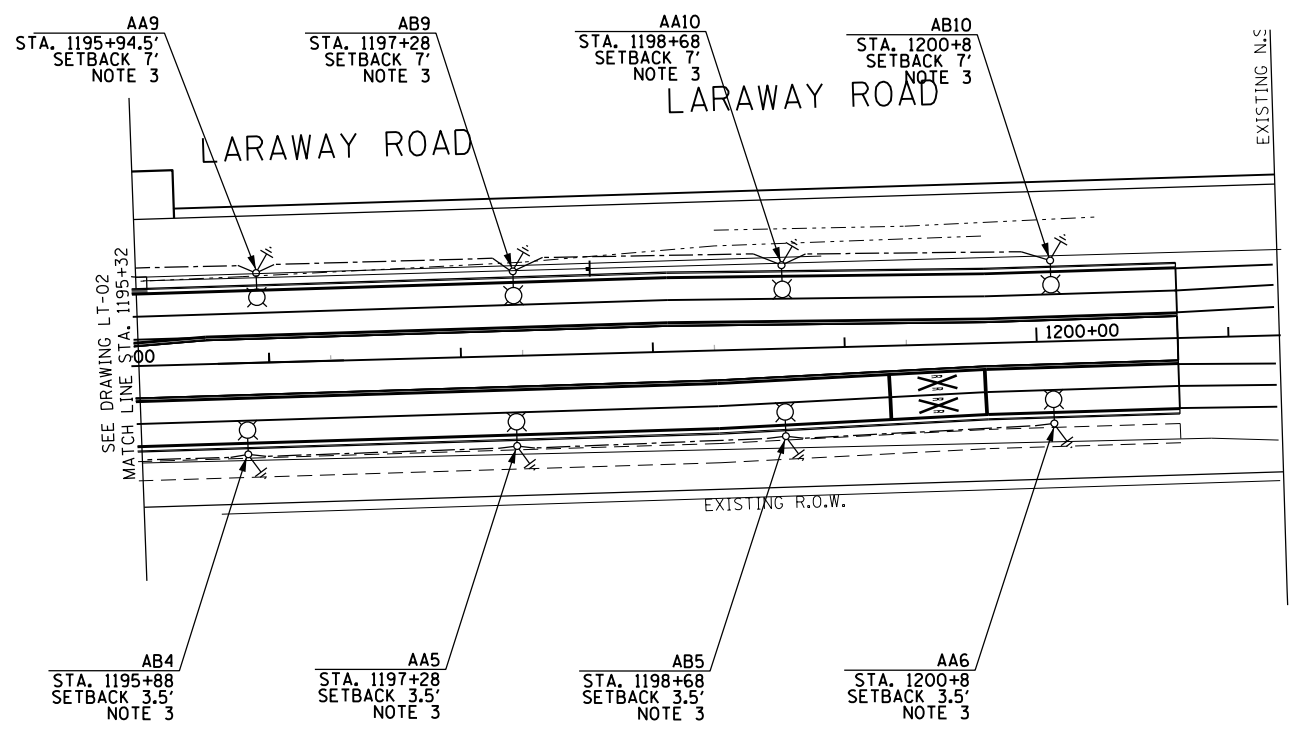 AA9
STA. 1195+94.5'
SETBACK 7'
NOTE 3
AB9
STA. 1197+28
SETBACK 7'
NOTE 3
AA10
STA. 1198+68
SETBACK 7'
NOTE 3
AB10
STA. 1200+8
SETBACK 7'
NOTE 3
EXISTING N.S
LARAWAY ROAD
LARAWAY ROAD
SEE DRAWING LT-02
MATCH LINE STA. 1195+32
00
1200+00
R R
R R
EXISTING R.O.W.
AB4
STA. 1195+88
SETBACK 3.5'
NOTE 3
AA5
STA. 1197+28
SETBACK 3.5'
NOTE 3
AB5
STA. 1198+68
SETBACK 3.5'
NOTE 3
AA6
STA. 1200+8
SETBACK 3.5'
NOTE 3